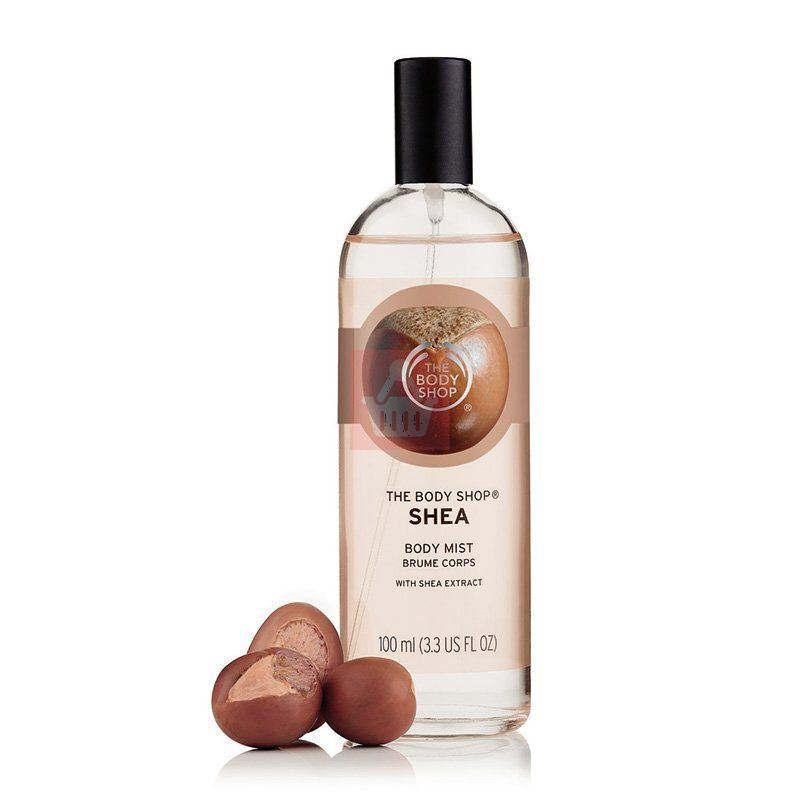 THE
BODY
SHOP
®
THE BODY SHOP®
SHEA
BODY MIST
BRUME CORPS
WITH SHEA EXTRACT
100 ml (3.3 US FL OZ)